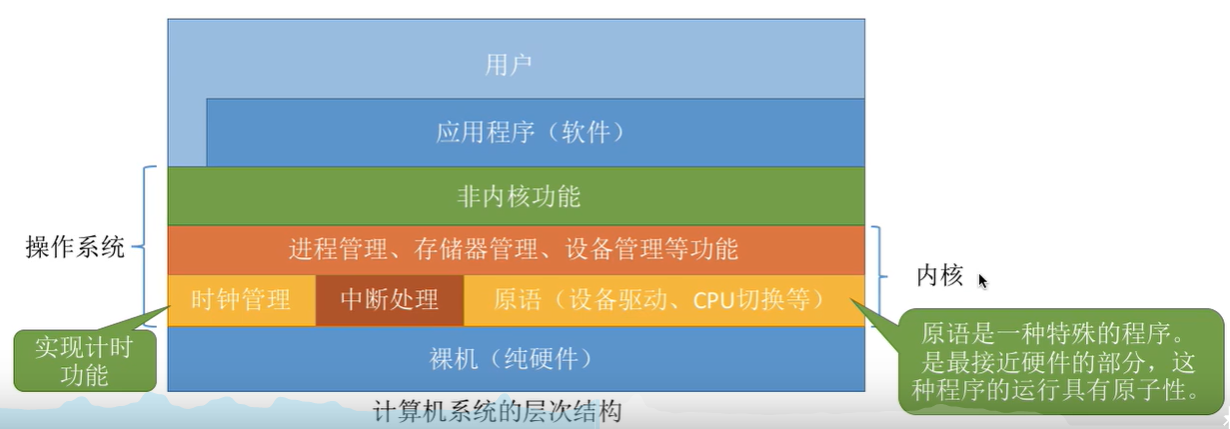 用户
应用程序（软件）
非内核功能
操作系统
进程管理、存储器管理、设备管理等功能
内核
时钟管理
中断处理
原语（设备驱动、CPU切换等）
实现计时
功能
裸机（纯硬件）
原语是一种特殊的程序。
是最接近硬件的部分，这
种程序的运行具有原子性。
计算机系统的层次结构